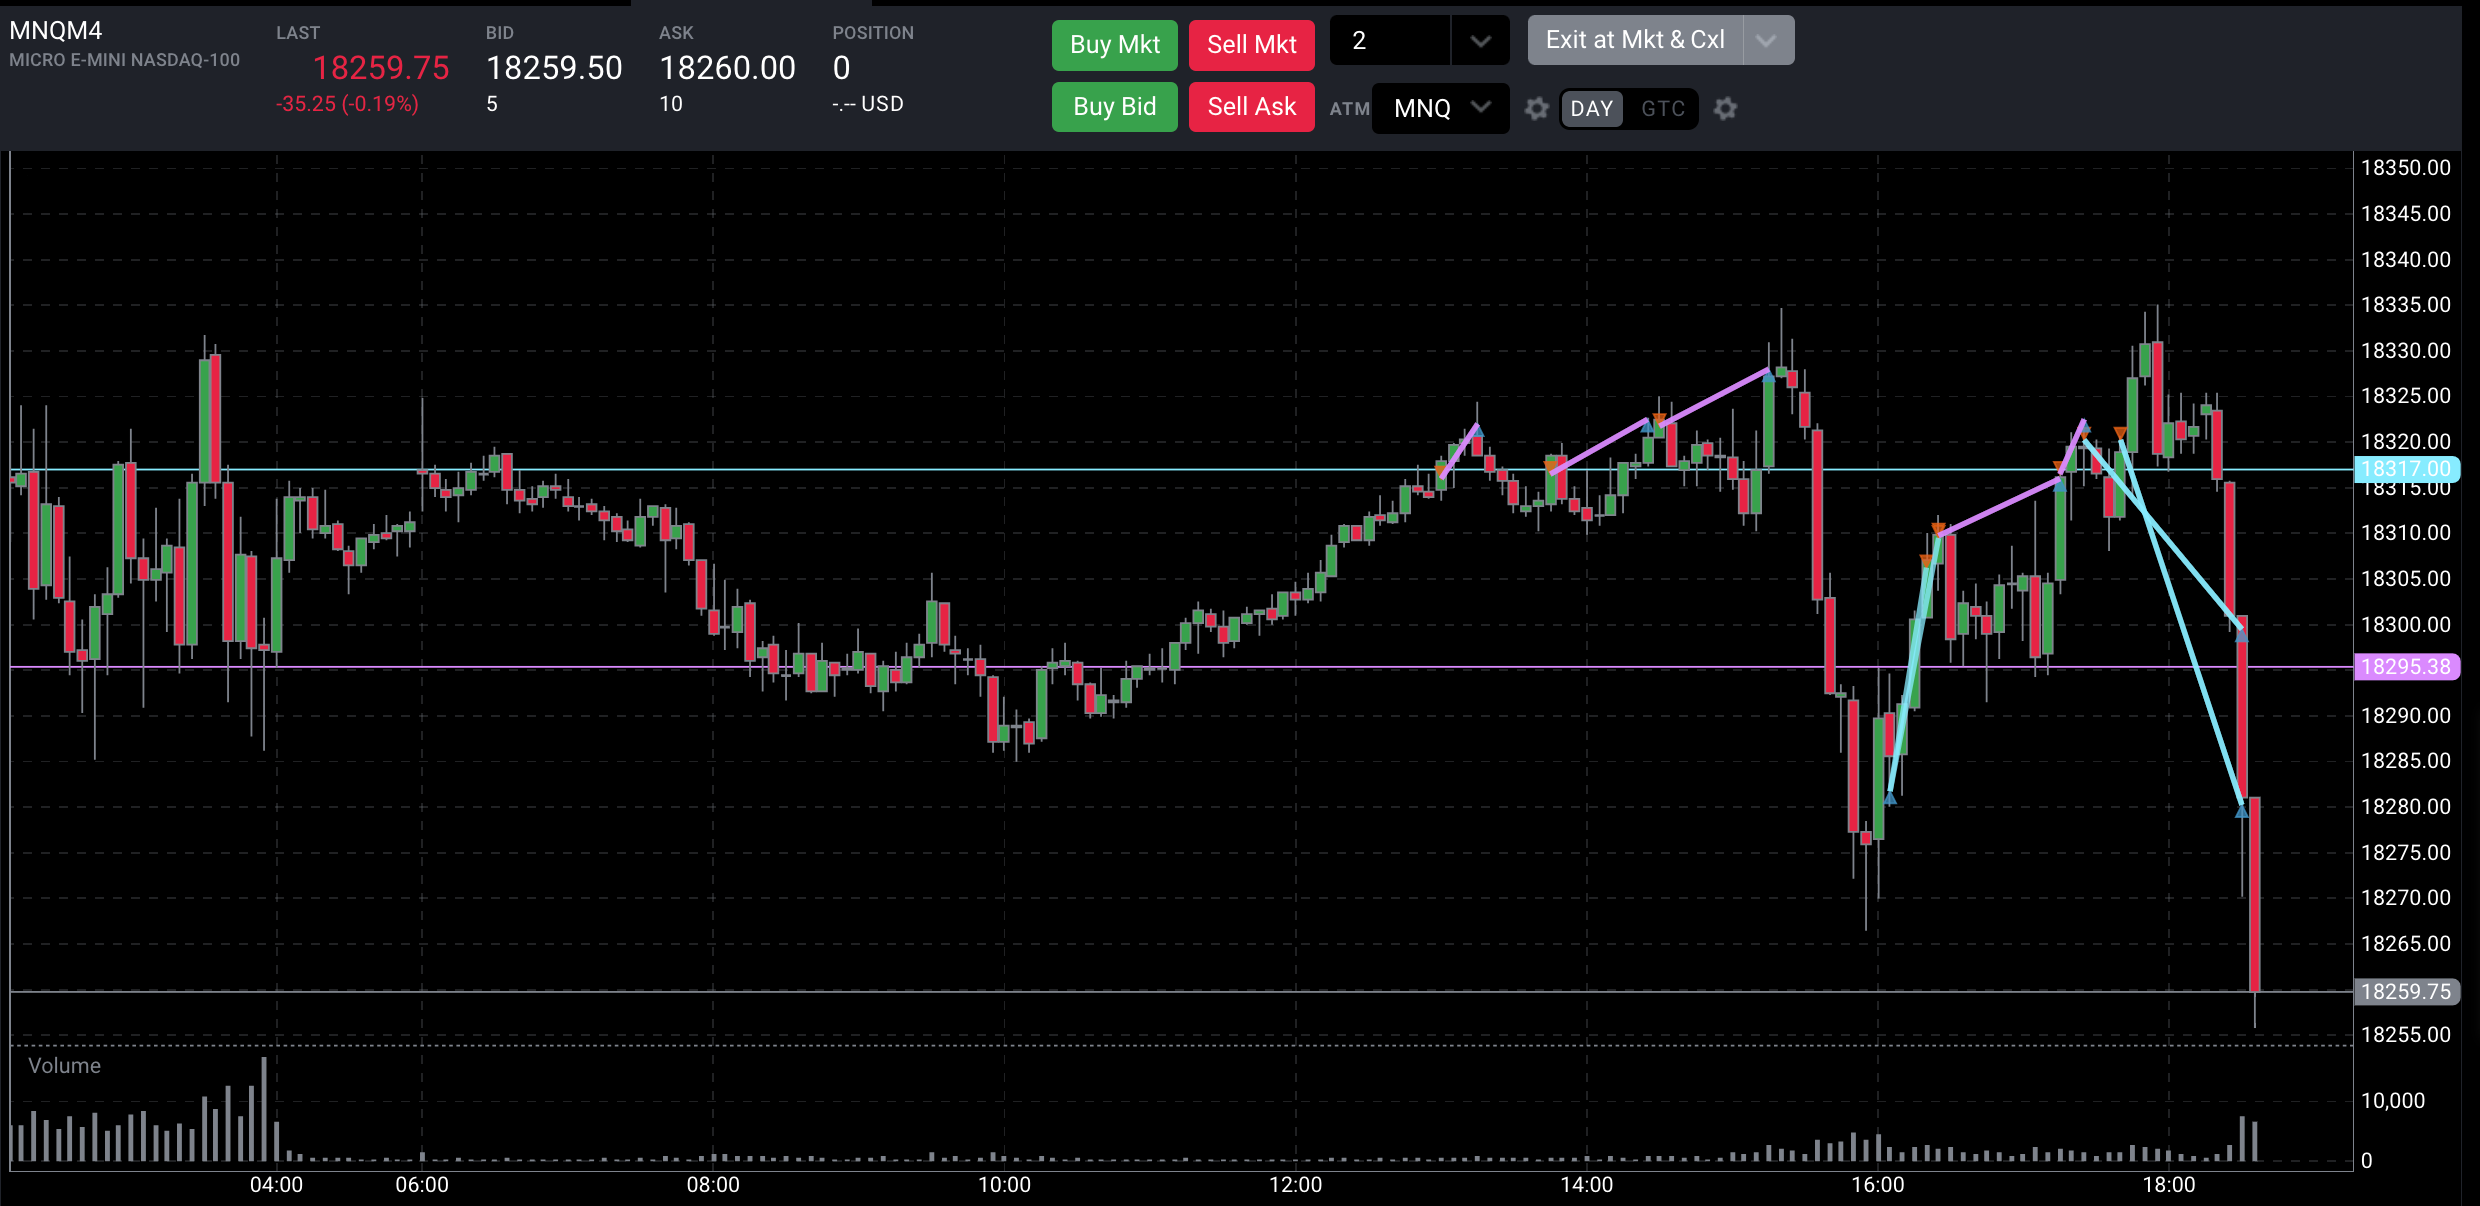 MNQM4
MICRO E-MINI NASDAQ-100
LAST
18259.75
-35.25 (-0.19%)
BID
18259.50
5
ASK
18260.00
10
POSITION
0
-.-- USD
Buy Mkt
Sell Mkt
2
Exit at Mkt & Cxl
Buy Bid
Sell Ask
ATM
MNQ
DAY
GTC
18350.00
18345.00
18340.00
18335.00
18330.00
18325.00
18320.00
18317.00
18315.00
18310.00
18305.00
18300.00
18295.38
18290.00
18285.00
18280.00
18275.00
18270.00
18265.00
18259.75
18255.00
Volume
10,000
0
04:00
06:00
08:00
10:00
12:00
14:00
16:00
18:00